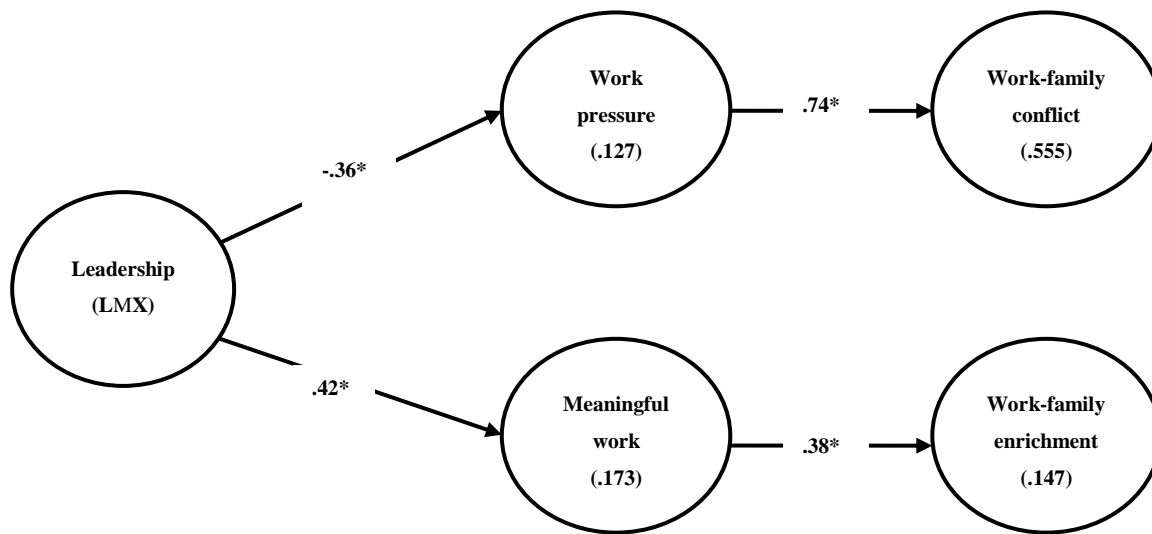 Work
pressure
(.127)
.74*
Work-family
conflict
(.555)
-.36*
Leadership
(LMX)
.42*
Meaningful
work
(.173)
.38*
Work-family
enrichment
(.147)